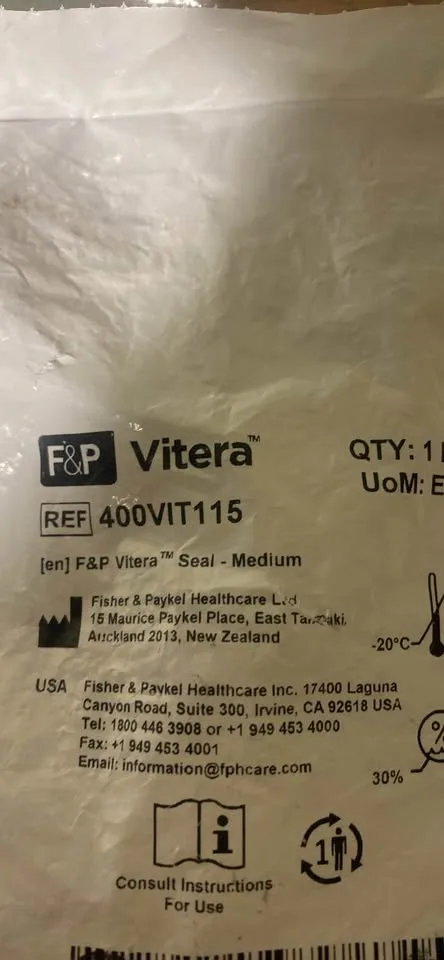 F&P Vitera™
QTY: 1
UoM: E
REF 400VIT115
[en] F&P Vitera™ Seal - Medium
Fisher & Paykel Healthcare Ltd
15 Maurice Paykel Place, East Tamaki,
Auckland 2013, New Zealand
-20°C
USA Fisher & Paykel Healthcare Inc. 17400 Laguna
Canyon Road, Suite 300, Irvine, CA 92618 USA
Tel: 1800 446 3908 or +1 949 453 4000
Fax: +1 949 453 4001
Email: information@fphcare.com
%
30%
i
1
Consult Instructions
For Use